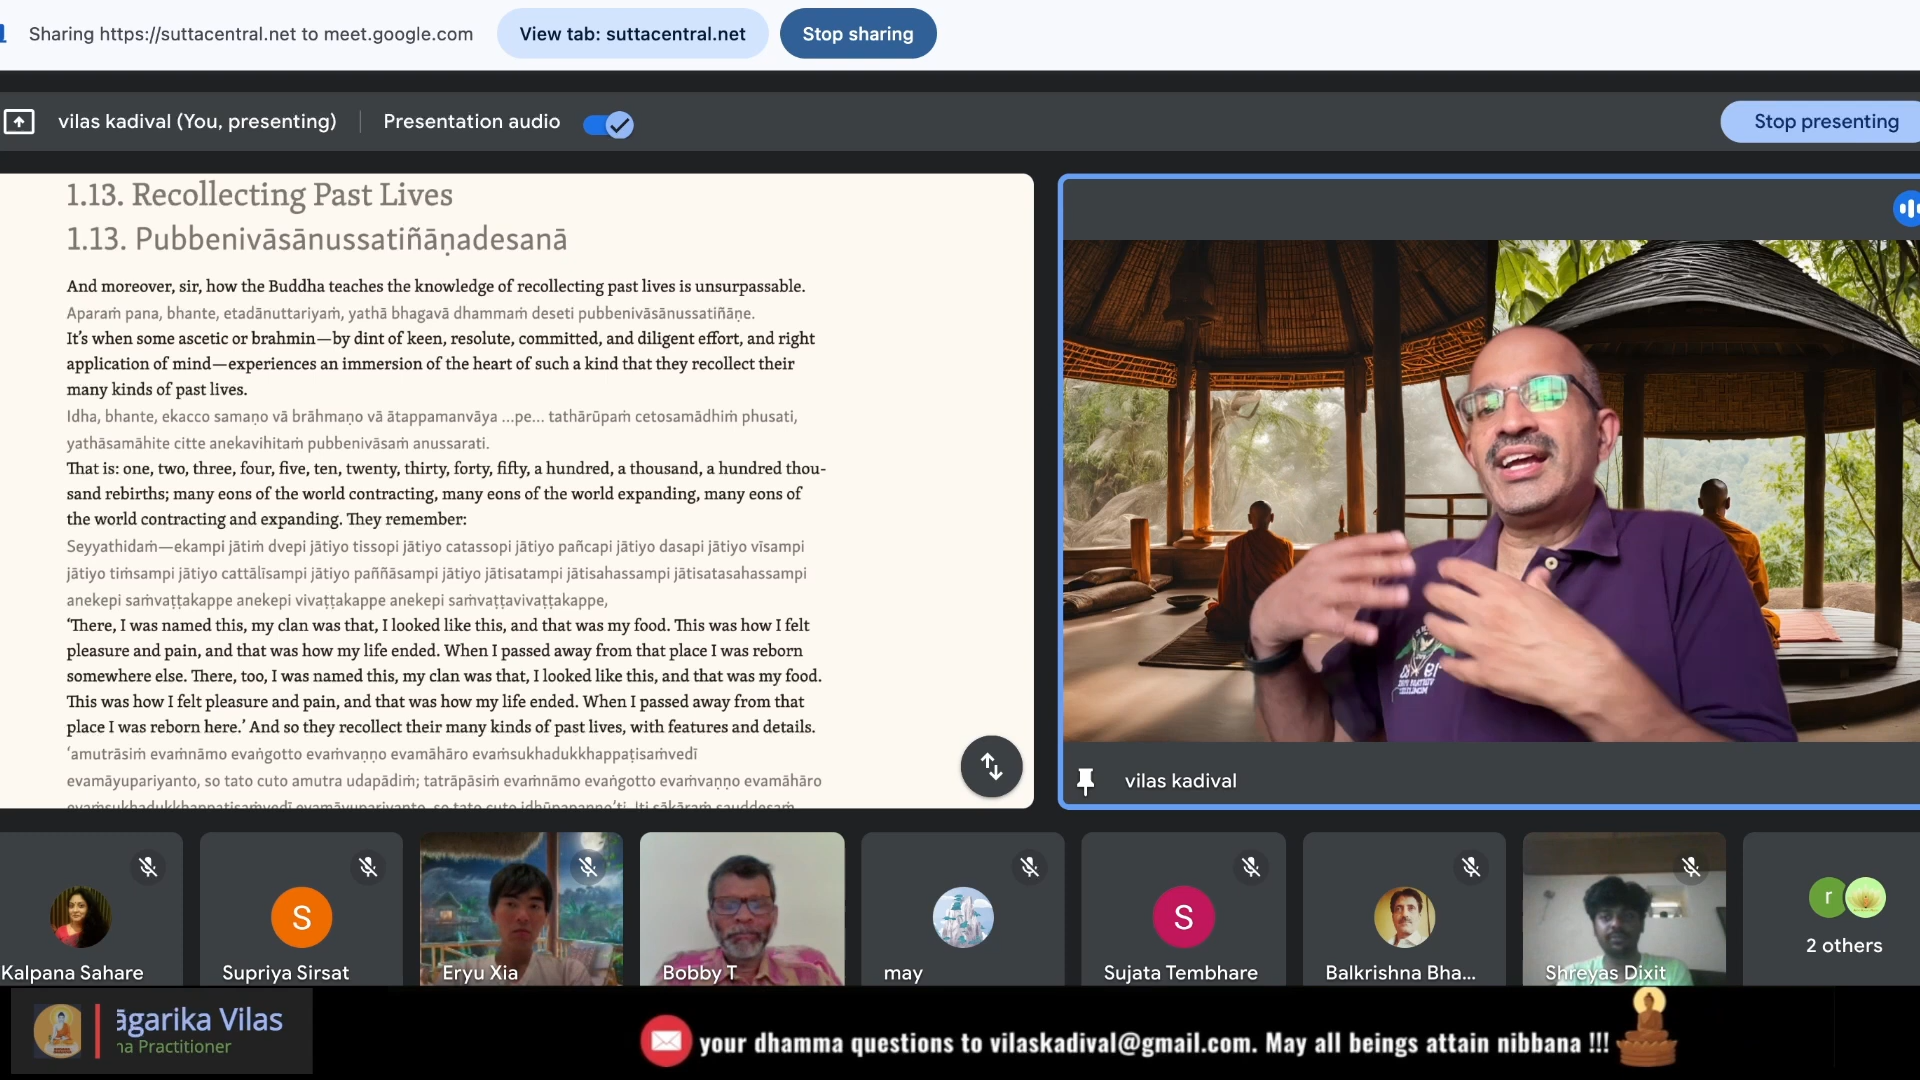 Sharing https://suttacentral.net to meet.google.com
View tab: suttacentral.net
Stop sharing
vilas kadival (You, presenting)
Presentation audio
Stop presenting
1.13. Recollecting Past Lives
1.13. Pubbenivāsānussatiñāṇadesanā
And moreover, sir, how the Buddha teaches the knowledge of recollecting past lives is unsurpassable.
Aparaṁ pana, bhante, etadānuttariyaṁ, yathā bhagavā dhammaṁ deseti pubbenivāsānussatiñāṇe.
It’s when some ascetic or brahmin—by dint of keen, resolute, committed, and diligent effort, and right
application of mind—experiences an immersion of the heart of such a kind that they recollect their
many kinds of past lives.
Idha, bhante, ekacco samaṇo vā brāhmaṇo vā ātappamanvāya …pe… tathārūpaṁ cetosamādhiṁ phusati,
yathāsamāhite citte anekavihitaṁ pubbenivāsaṁ anussarati.
That is: one, two, three, four, five, ten, twenty, thirty, forty, fifty, a hundred, a thousand, a hundred thou-
sand rebirths; many eons of the world contracting, many eons of the world expanding, many eons of
the world contracting and expanding. They remember:
Seyyathidaṁ—ekampi jātiṁ dvepi jātiyo tissopi jātiyo catassopi jātiyo pañcapi jātiyo dasapi jātiyo vīsampi
jātiyo tiṁsampi jātiyo cattālīsampi jātiyo paññāsampi jātiyo jātisatampi jātisahassampi jātisatasahassampi
anekepi saṁvaṭṭakappe anekepi vivaṭṭakappe anekepi saṁvaṭṭavivaṭṭakappe,
‘There, I was named this, my clan was that, I looked like this, and that was my food. This was how I felt
pleasure and pain, and that was how my life ended. When I passed away from that place I was reborn
somewhere else. There, too, I was named this, my clan was that, I looked like this, and that was my food.
This was how I felt pleasure and pain, and that was how my life ended. When I passed away from that
place I was reborn here.’ And so they recollect their many kinds of past lives, with features and details.
‘amutrāsiṁ evaṁnāmo evaṅgotto evaṁvaṇṇo evamāhāro evaṁsukhadukkhappaṭisaṁvedī
evamāyupariyanto, so tato cuto amutra udapādiṁ; tatrāpāsiṁ evaṁnāmo evaṅgotto evaṁvaṇṇo evamāhāro
evaṁsukhadukkhappaṭisaṁvedī evamāyupariyanto, so tato cuto idhūpapanno’ti. Iti sākāraṁ sauddesaṁ
vilas kadival
Kalpana Sahare
S
Supriya Sirsat
Eryu Xia
Bobby T
may
S
Sujata Tembhare
Balkrishna Bha...
Shreyas Dixit
r
2 others
āgarika Vilas
na Practitioner
your dhamma questions to vilaskadival@gmail.com. May all beings attain nibbana !!!